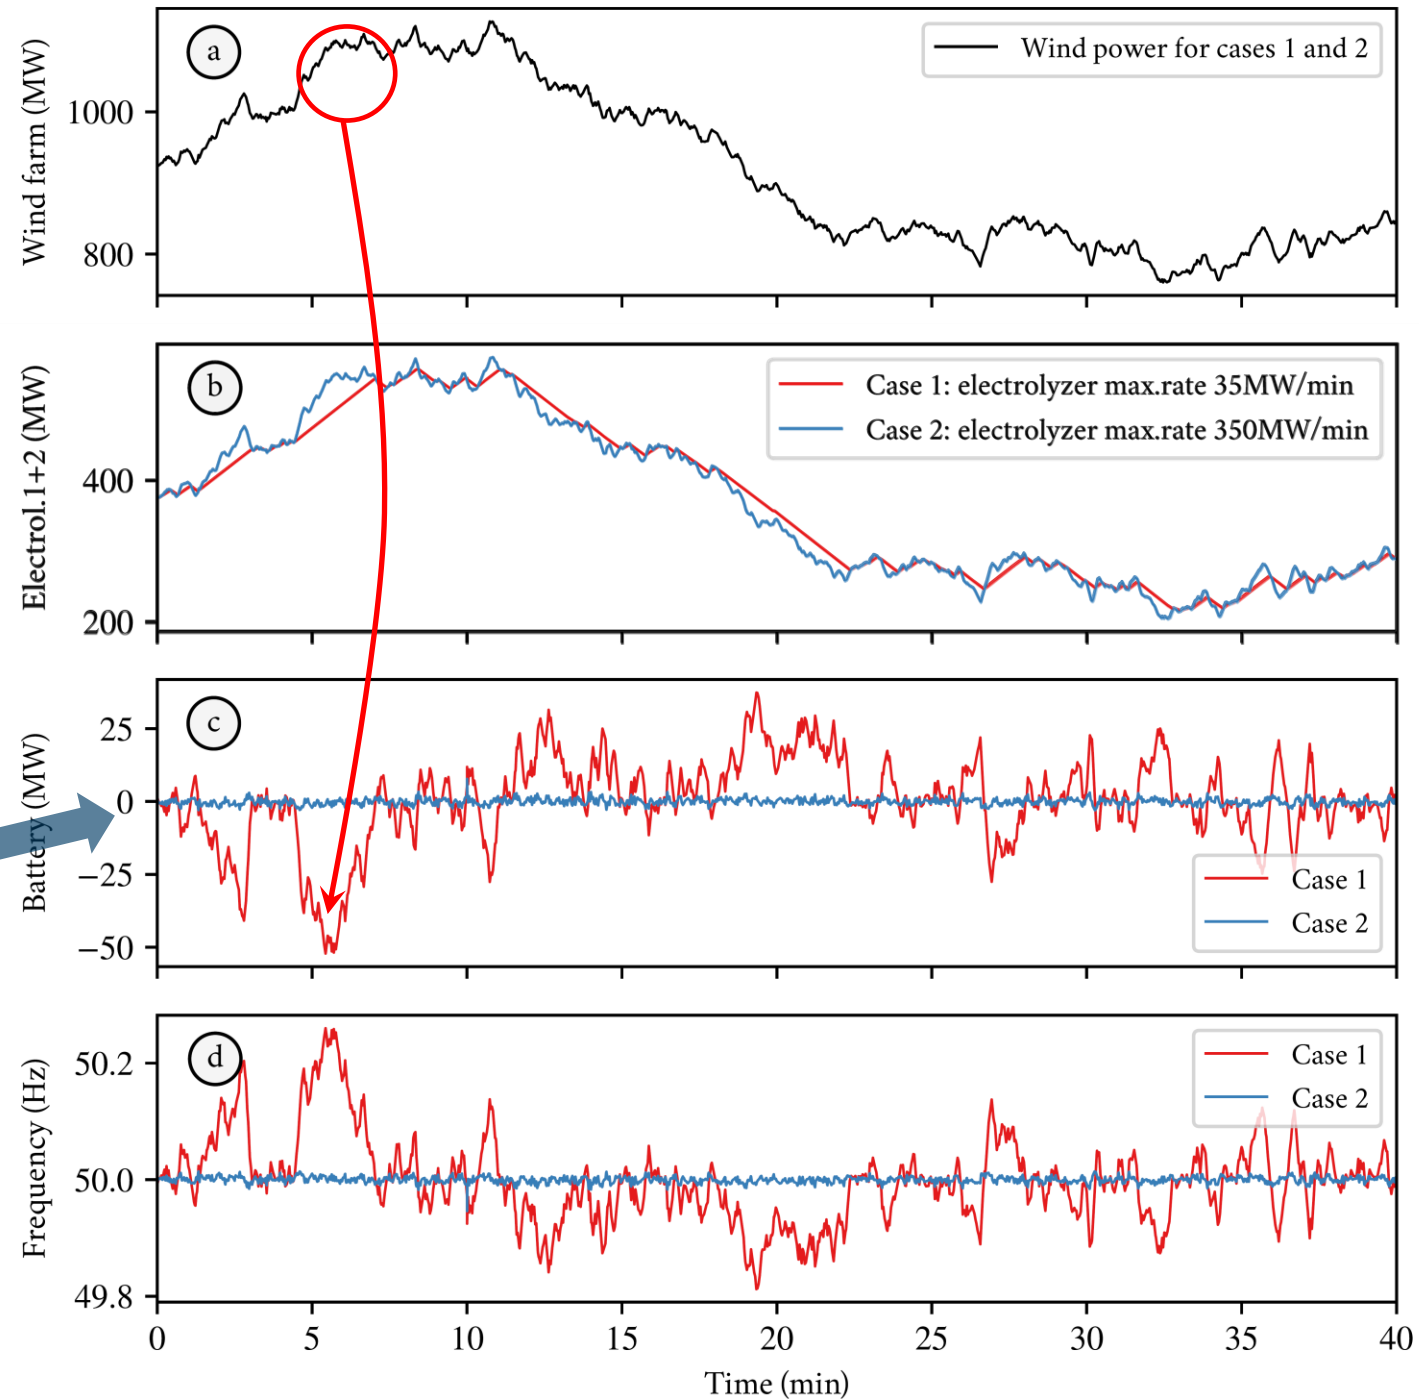 a
Wind power for cases 1 and 2
Wind farm (MW)
1000
800
b
Case 1: electrolyzer max.rate 35MW/min
Case 2: electrolyzer max.rate 350MW/min
Electrol.1+2 (MW)
400
200
c
Battery (MW)
25
0
−25
−50
Case 1
Case 2
d
Case 1
Case 2
Frequency (Hz)
50.2
50.0
49.8
0 5 10 15 20 25 30 35 40
Time (min)